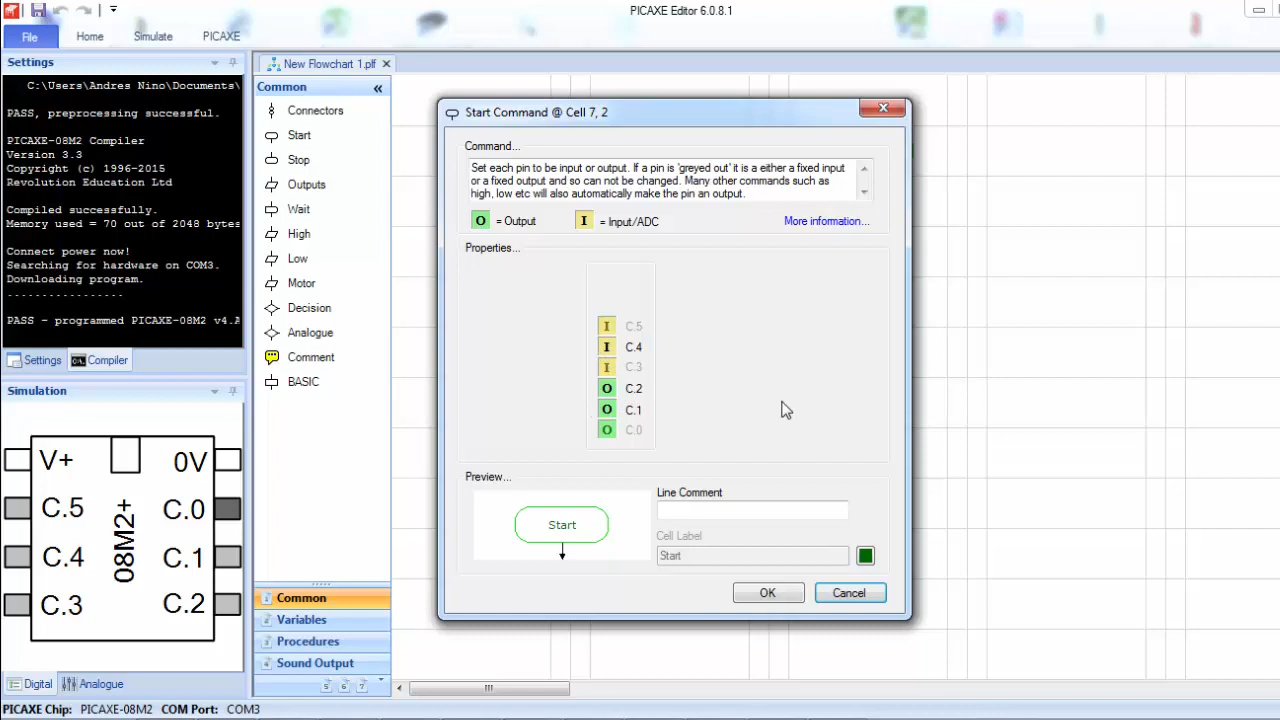 PICAXE Editor 6.0.8.1
File Home Simulate PICAXE
Settings
C:\Users\Andres Nino\Documents\
PASS, preprocessing successful.
PICAXE-08M2 Compiler
Version 3.3
Copyright (c) 1996-2015
Revolution Education Ltd
Compiled successfully.
Memory used = 70 out of 2048 bytes
Connect power now!
Searching for hardware on COM3.
Downloading program.
-----------------
PASS - programmed PICAXE-08M2 v4.A
Settings Compiler
Simulation
V+ 0V
C.5 C.0
C.4 C.1
C.3 C.2
08M2+
Digital Analogue
New Flowchart 1.plf
Common
Connectors
Start
Stop
Outputs
Wait
High
Low
Motor
Decision
Analogue
Comment
BASIC
1 Common
2 Variables
3 Procedures
4 Sound Output
5 6 7
Start Command @ Cell 7, 2
Command...
Set each pin to be input or output. If a pin is 'greyed out' it is a either a fixed input
or a fixed output and so can not be changed. Many other commands such as
high, low etc will also automatically make the pin an output.
O = Output I = Input/ADC More information...
Properties...
I C.5
I C.4
I C.3
O C.2
O C.1
O C.0
Preview...
Start
Line Comment
Cell Label
Start
OK Cancel
PICAXE Chip: PICAXE-08M2 COM Port: COM3